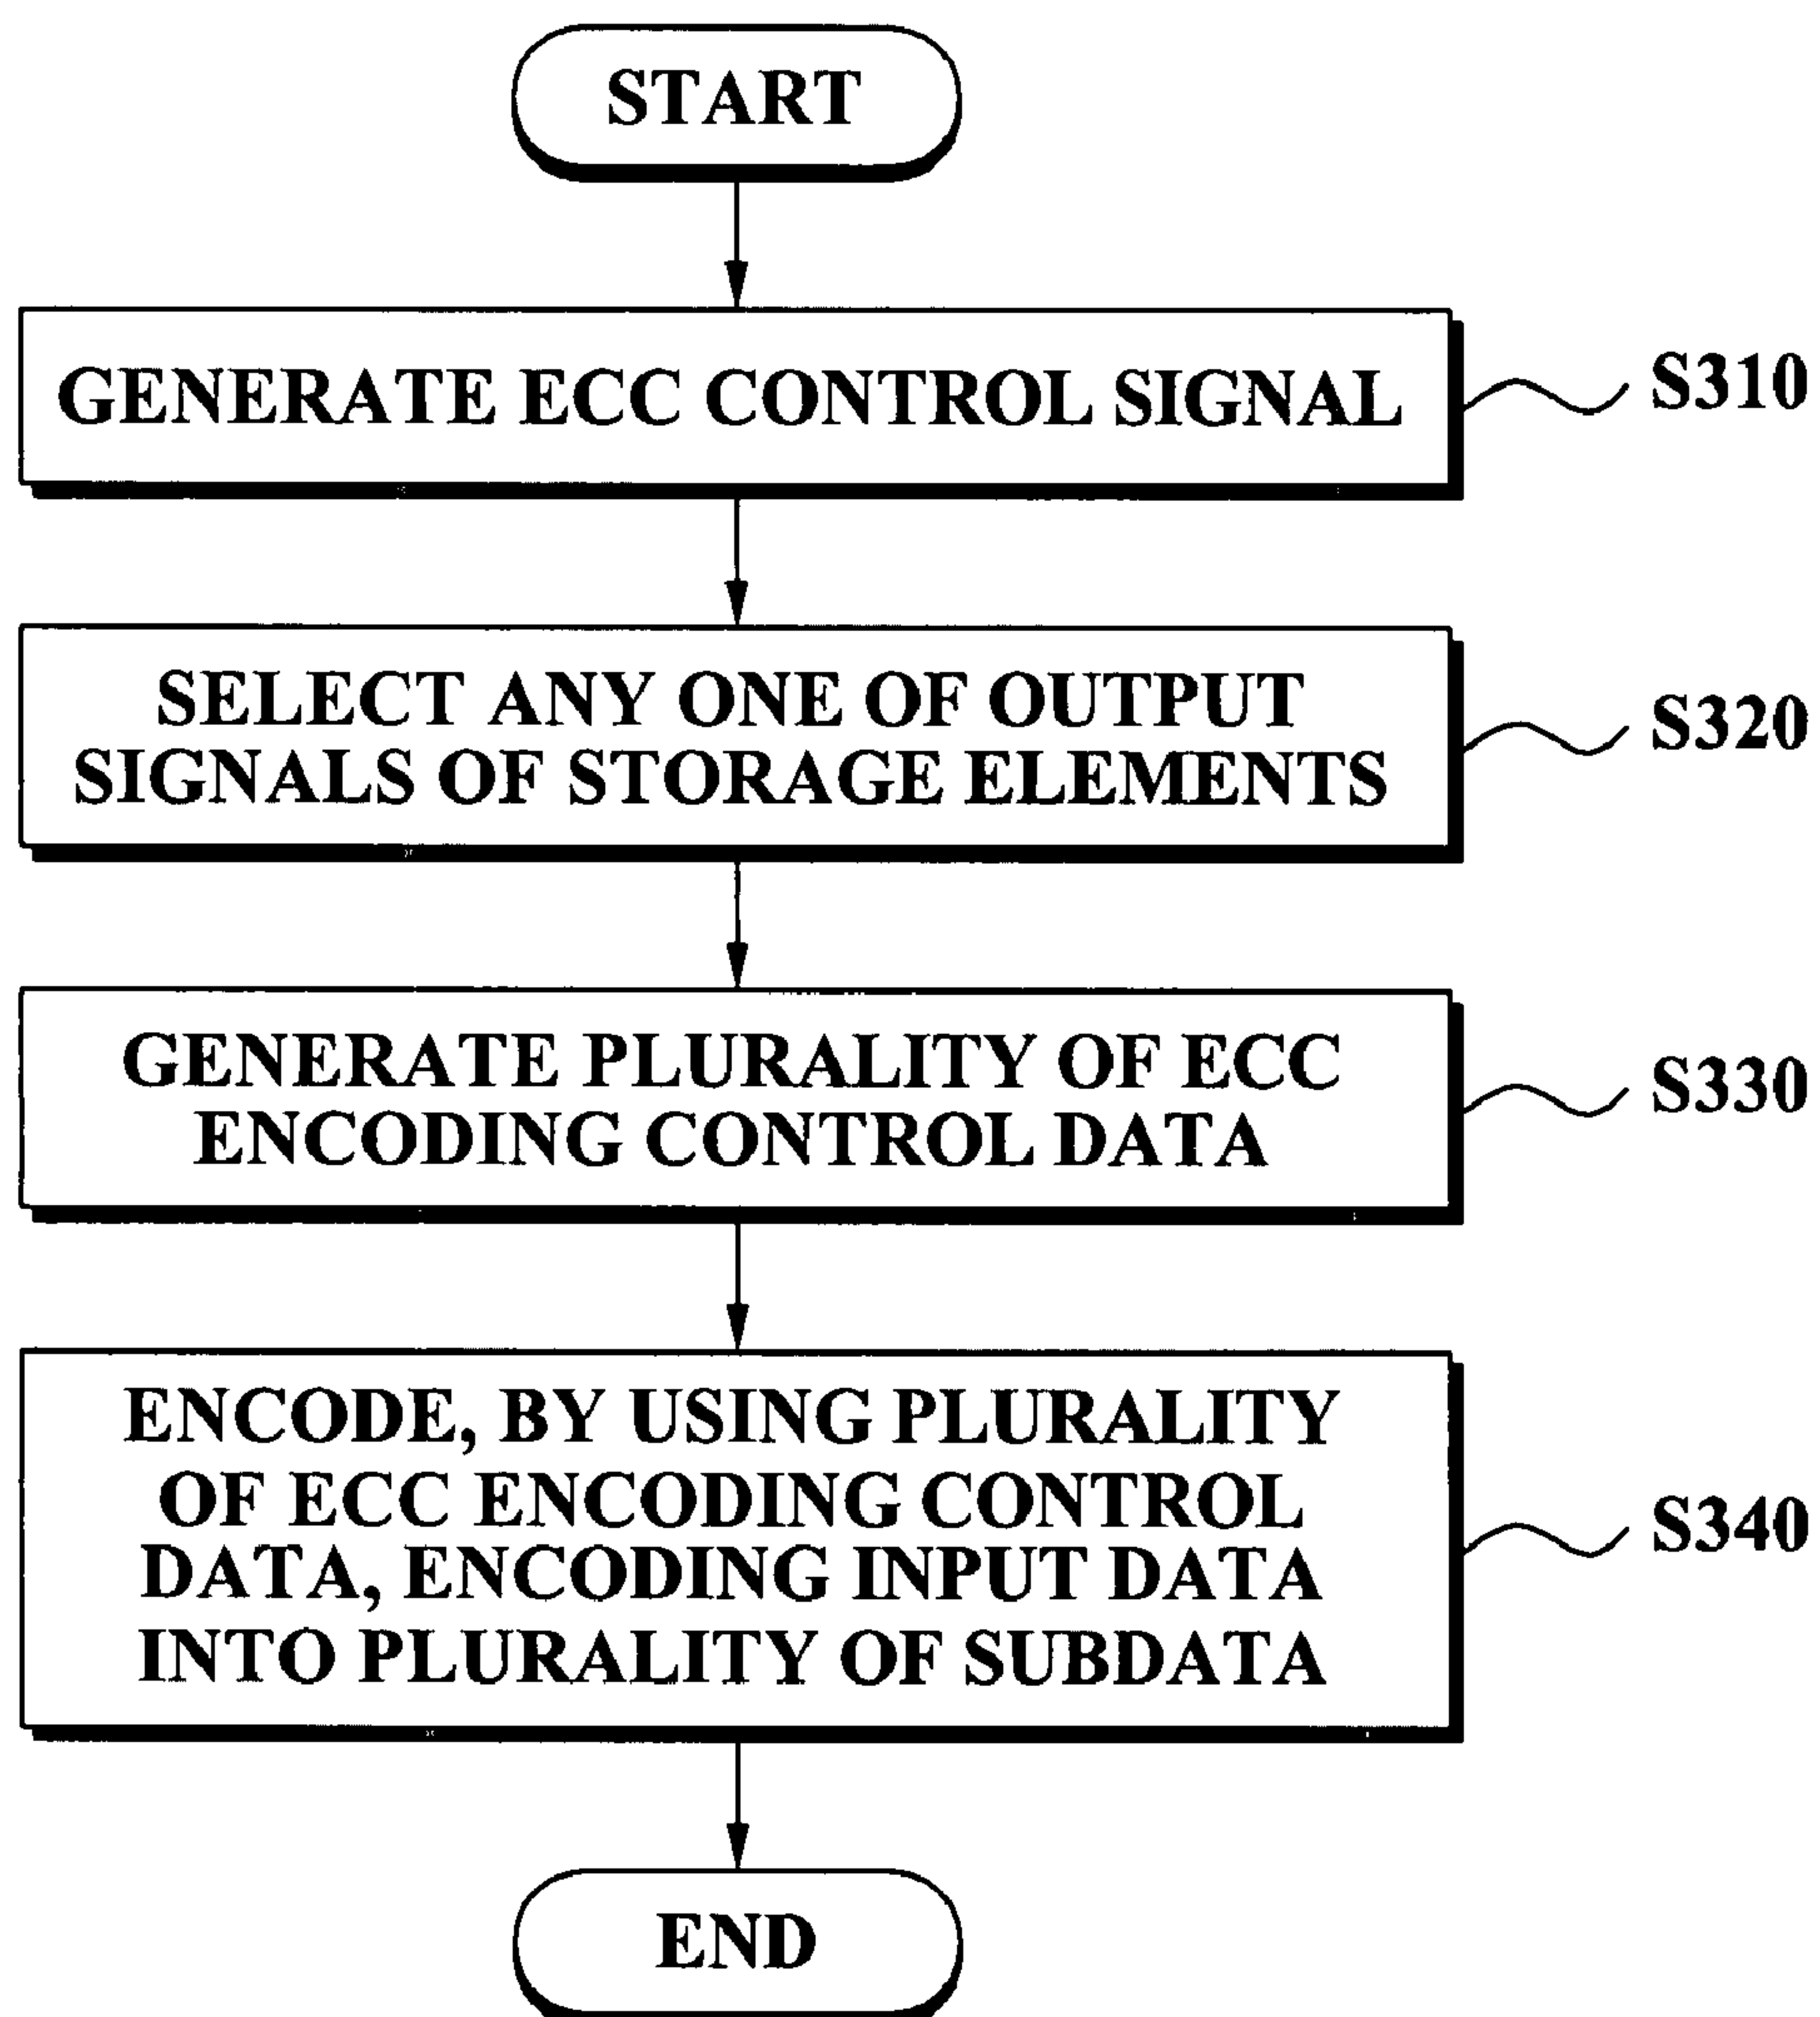 START
GENERATE ECC CONTROL SIGNAL
S310
SELECT ANY ONE OF OUTPUT
SIGNALS OF STORAGE ELEMENTS
S320
GENERATE PLURALITY OF ECC
ENCODING CONTROL DATA
S330
ENCODE, BY USING PLURALITY
OF ECC ENCODING CONTROL
DATA, ENCODING INPUT DATA
INTO PLURALITY OF SUBDATA
S340
END